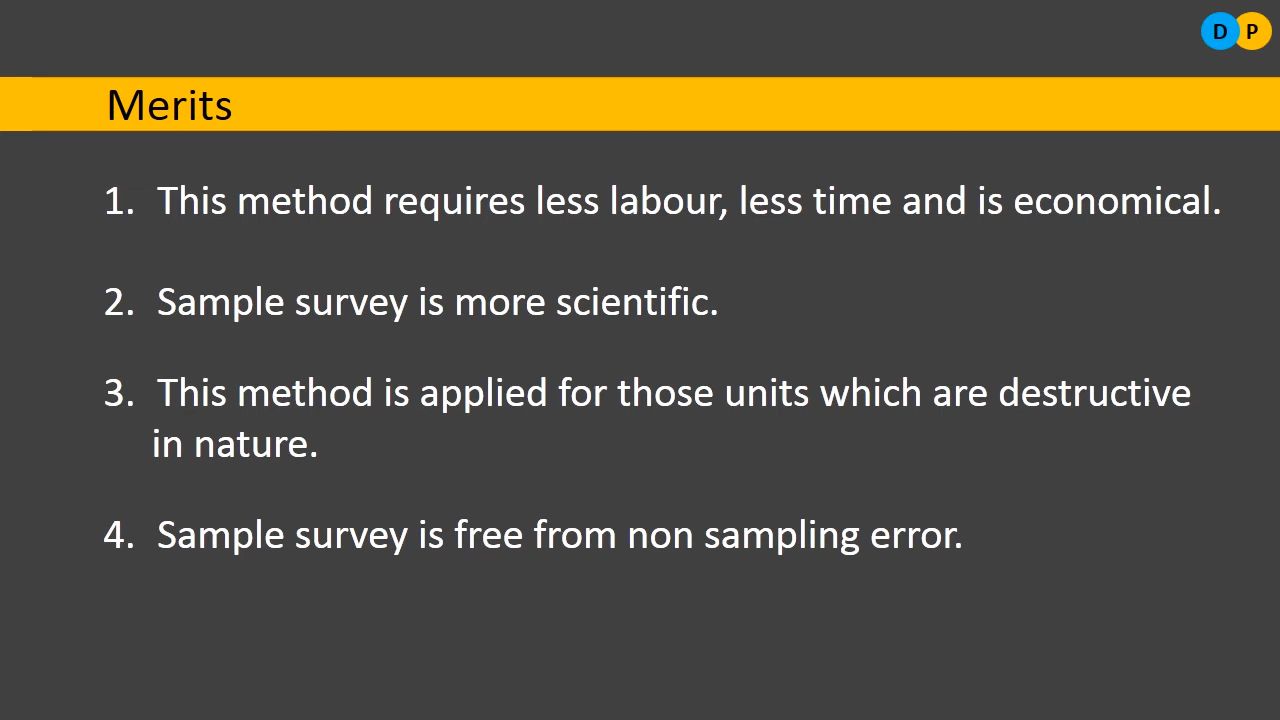 D P
Merits
1. This method requires less labour, less time and is economical.
2. Sample survey is more scientific.
3. This method is applied for those units which are destructive
in nature.
4. Sample survey is free from non sampling error.